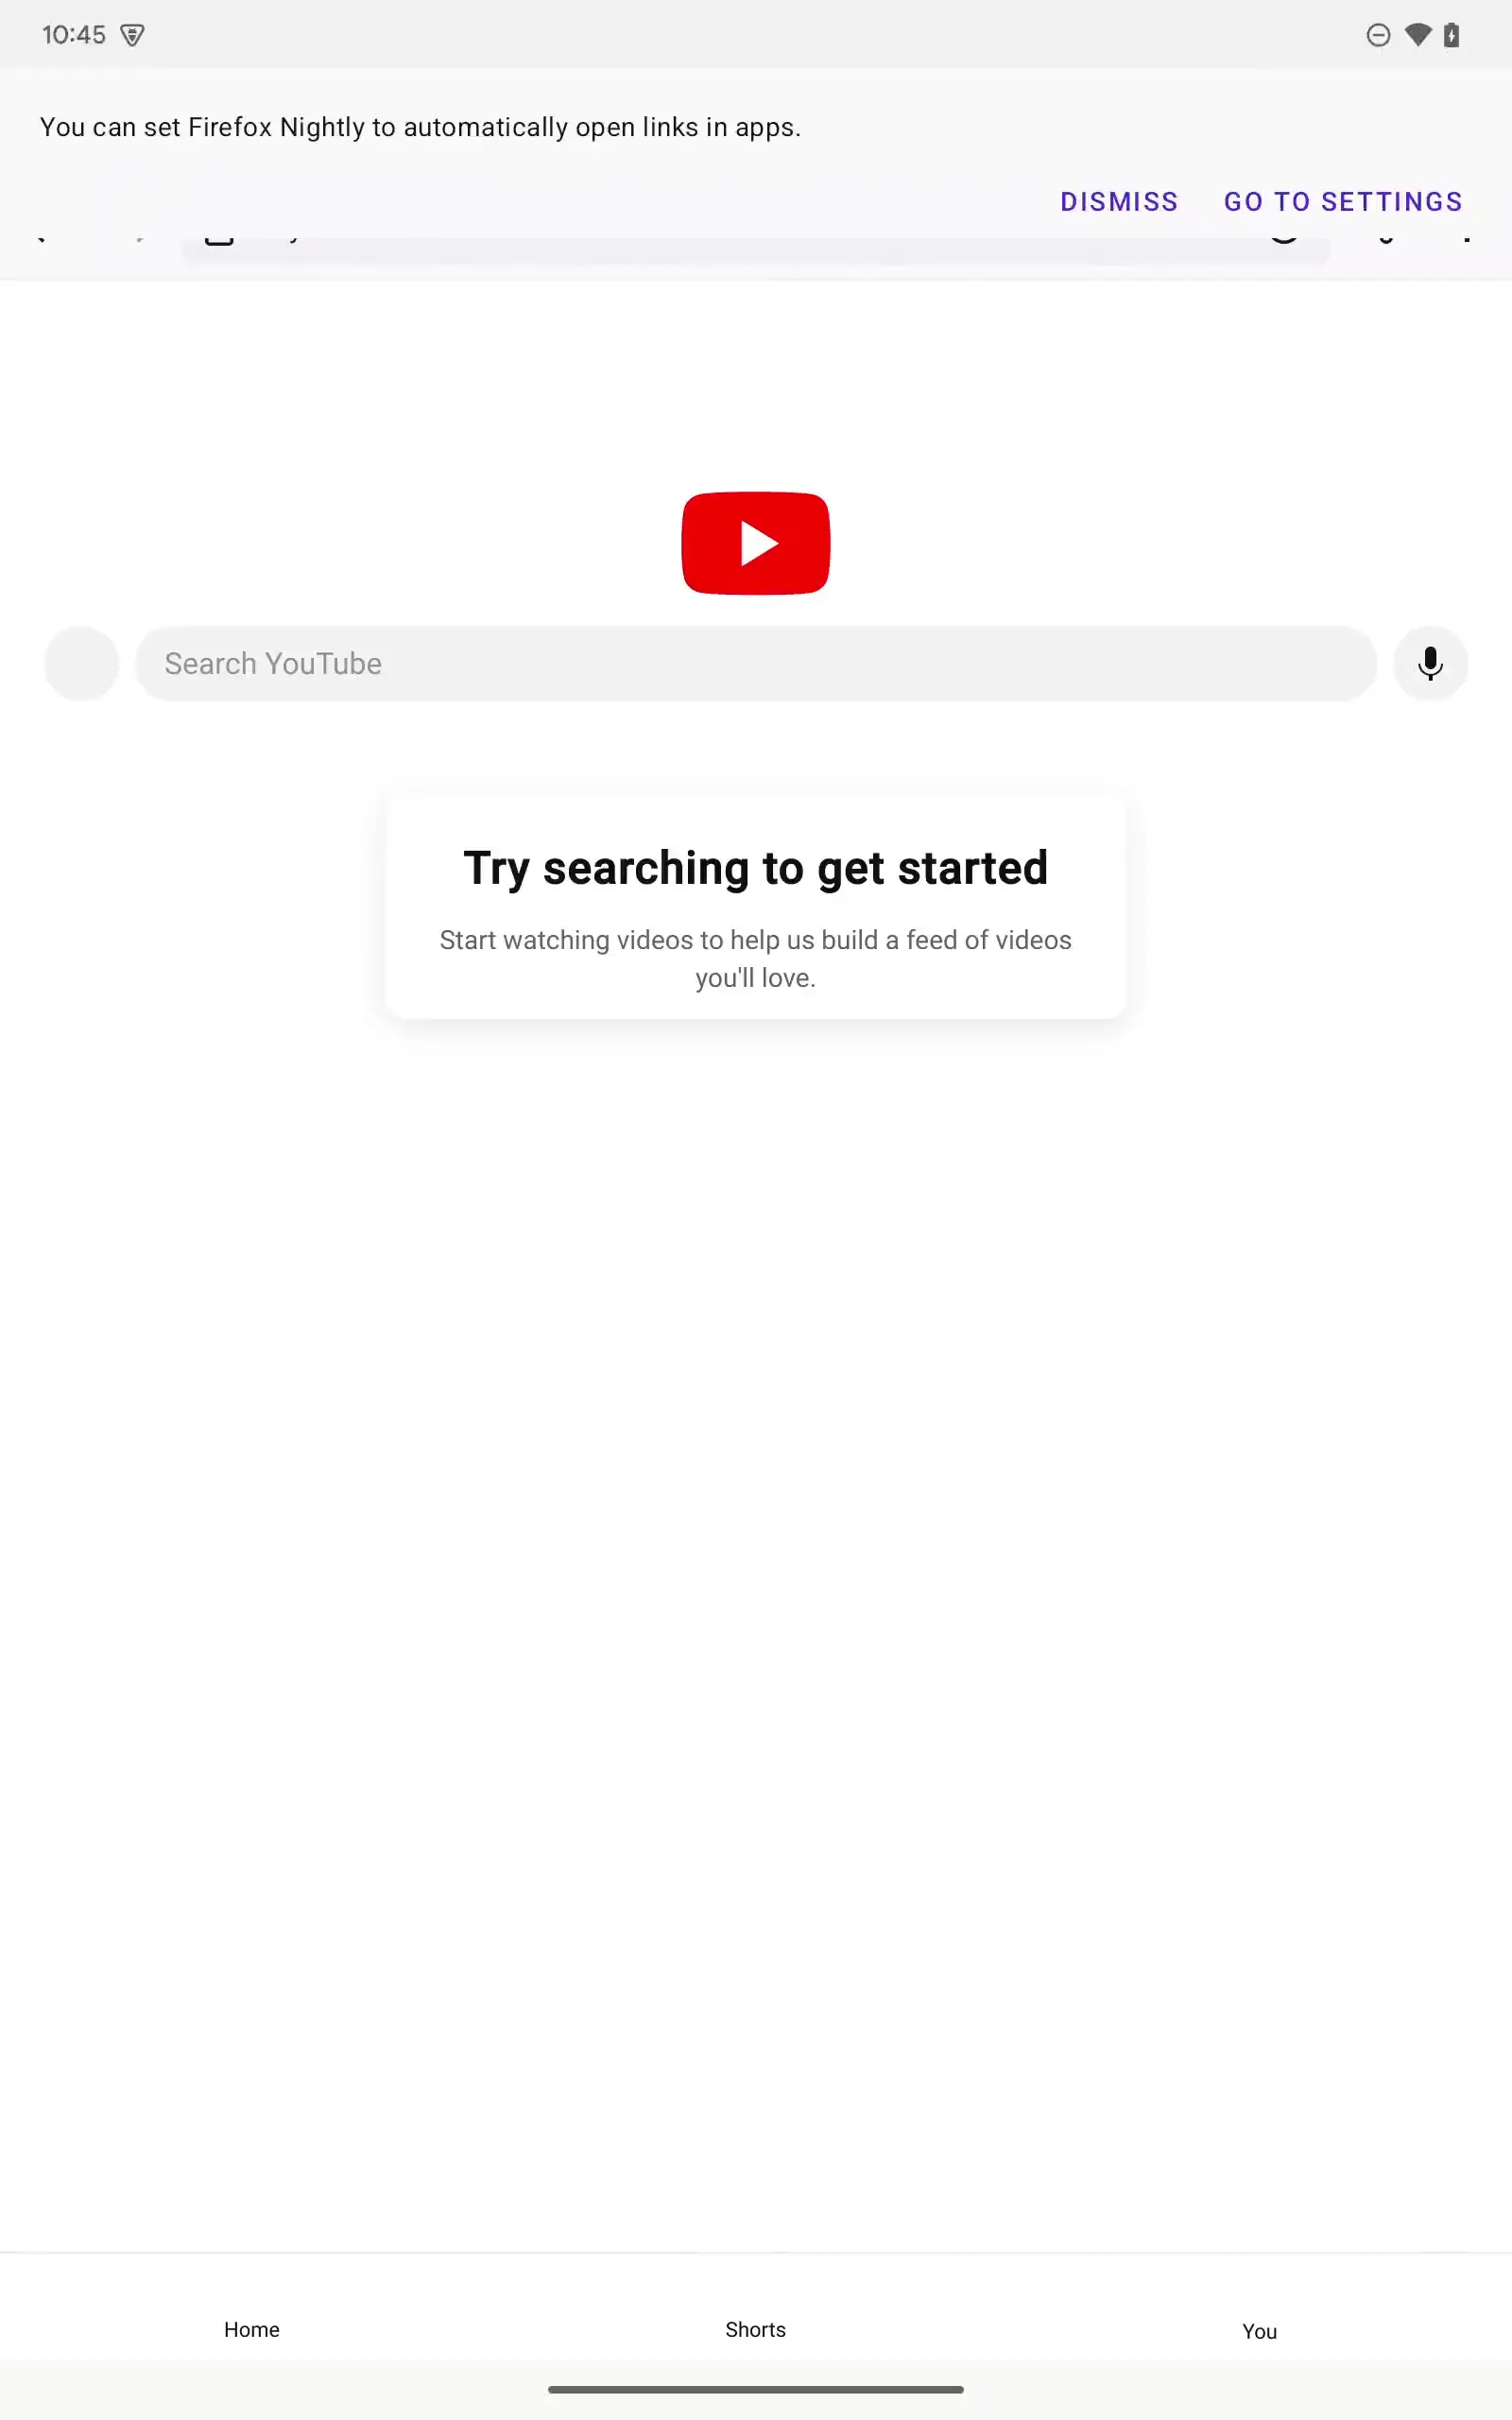 10:45
You can set Firefox Nightly to automatically open links in apps.
DISMISS GO TO SETTINGS
Search YouTube
Try searching to get started
Start watching videos to help us build a feed of videos
you'll love.
Home Shorts You